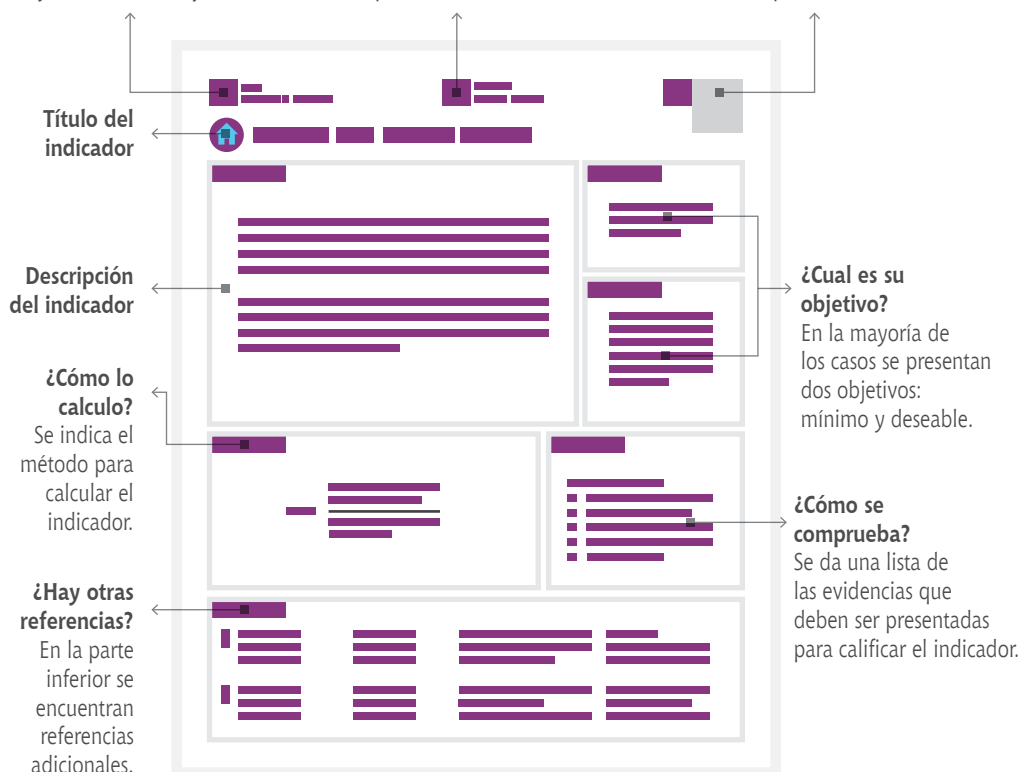 Título del
indicador
Descripción
del indicador
¿Cómo lo
calculo?
Se indica el
método para
calcular el
indicador.
¿Hay otras
referencias?
En la parte
inferior se
encuentran
referencias
adicionales.
¿Cual es su
objetivo?
En la mayoría de
los casos se presentan
dos objetivos:
mínimo y deseable.
¿Cómo se
comprueba?
Se da una lista de
las evidencias que
deben ser presentadas
para calificar el indicador.